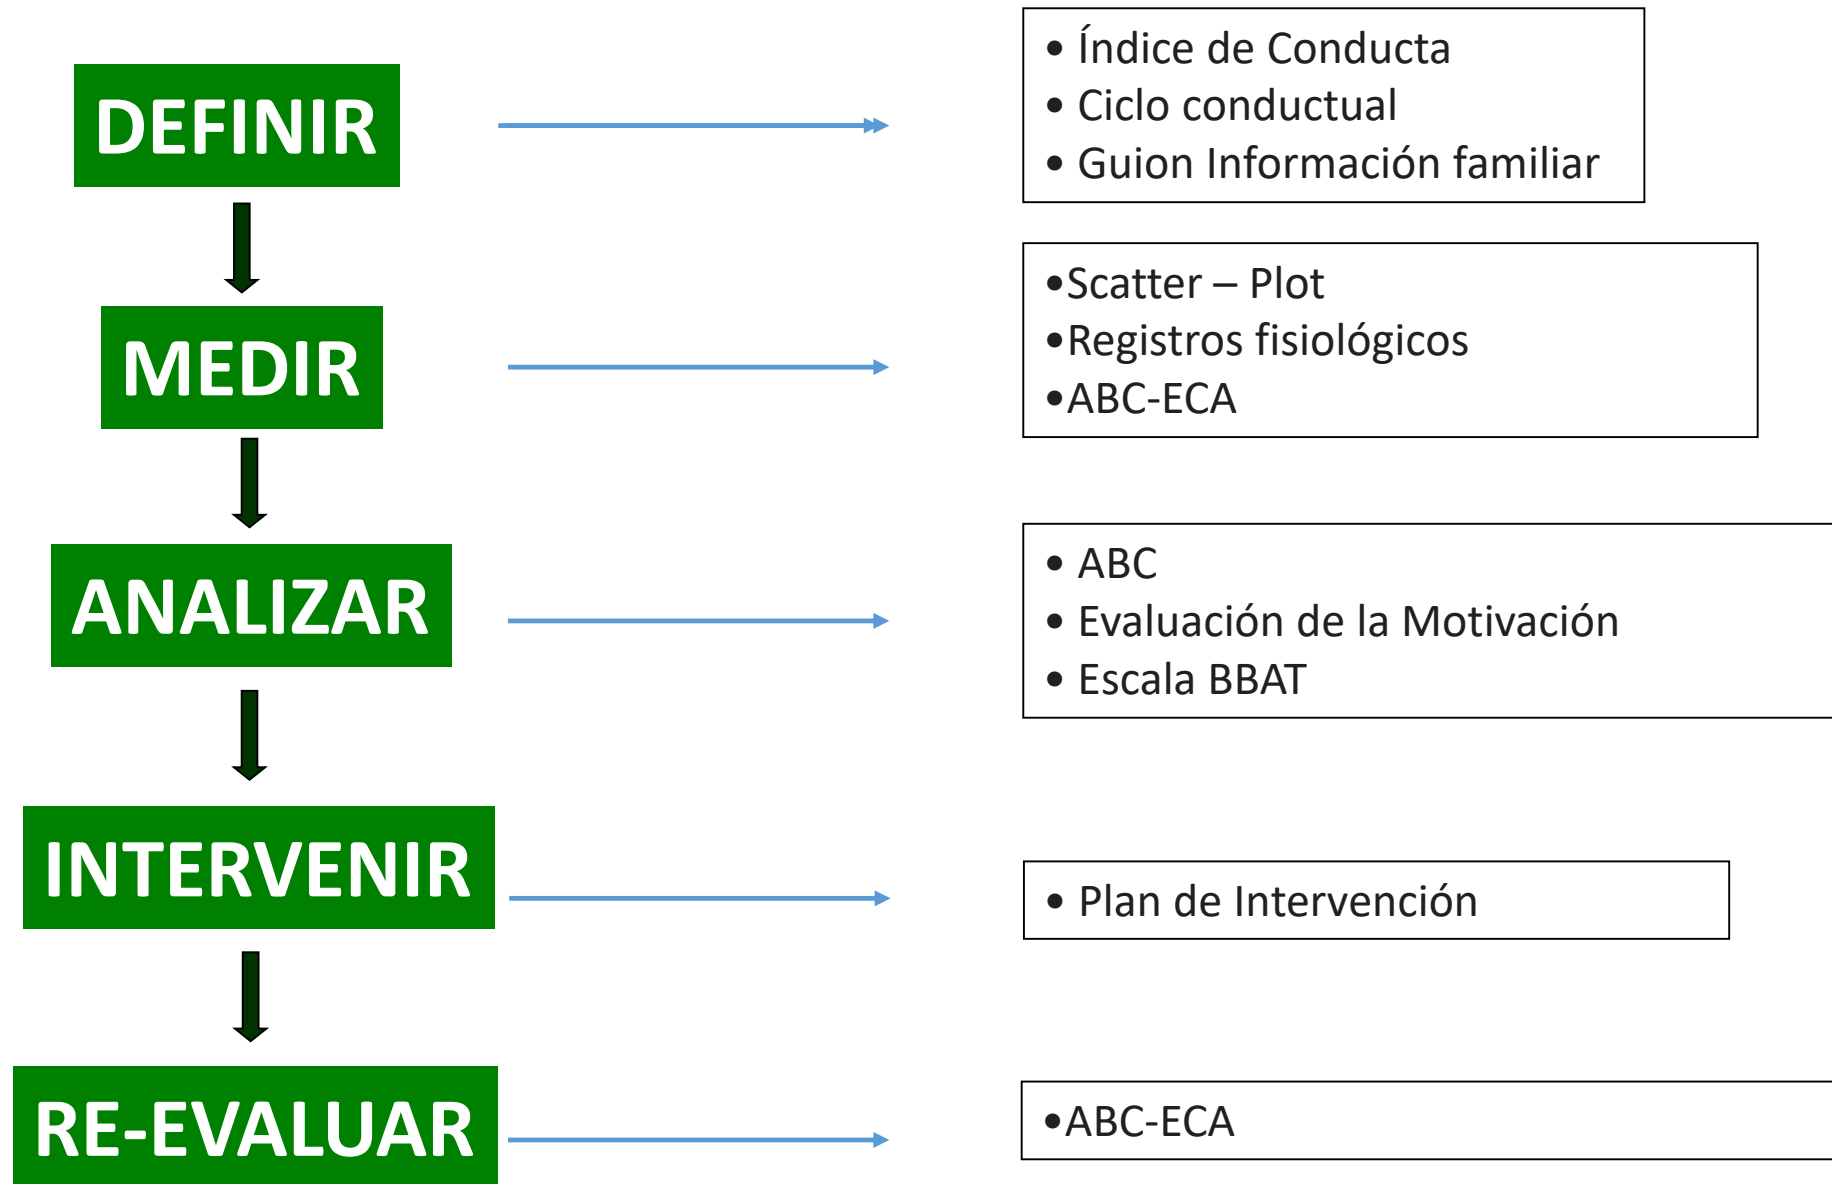 DEFINIR
• Índice de Conducta
• Ciclo conductual
• Guion Información familiar
MEDIR
•Scatter – Plot
•Registros fisiológicos
•ABC-ECA
ANALIZAR
• ABC
• Evaluación de la Motivación
• Escala BBAT
INTERVENIR
• Plan de Intervención
RE-EVALUAR
•ABC-ECA